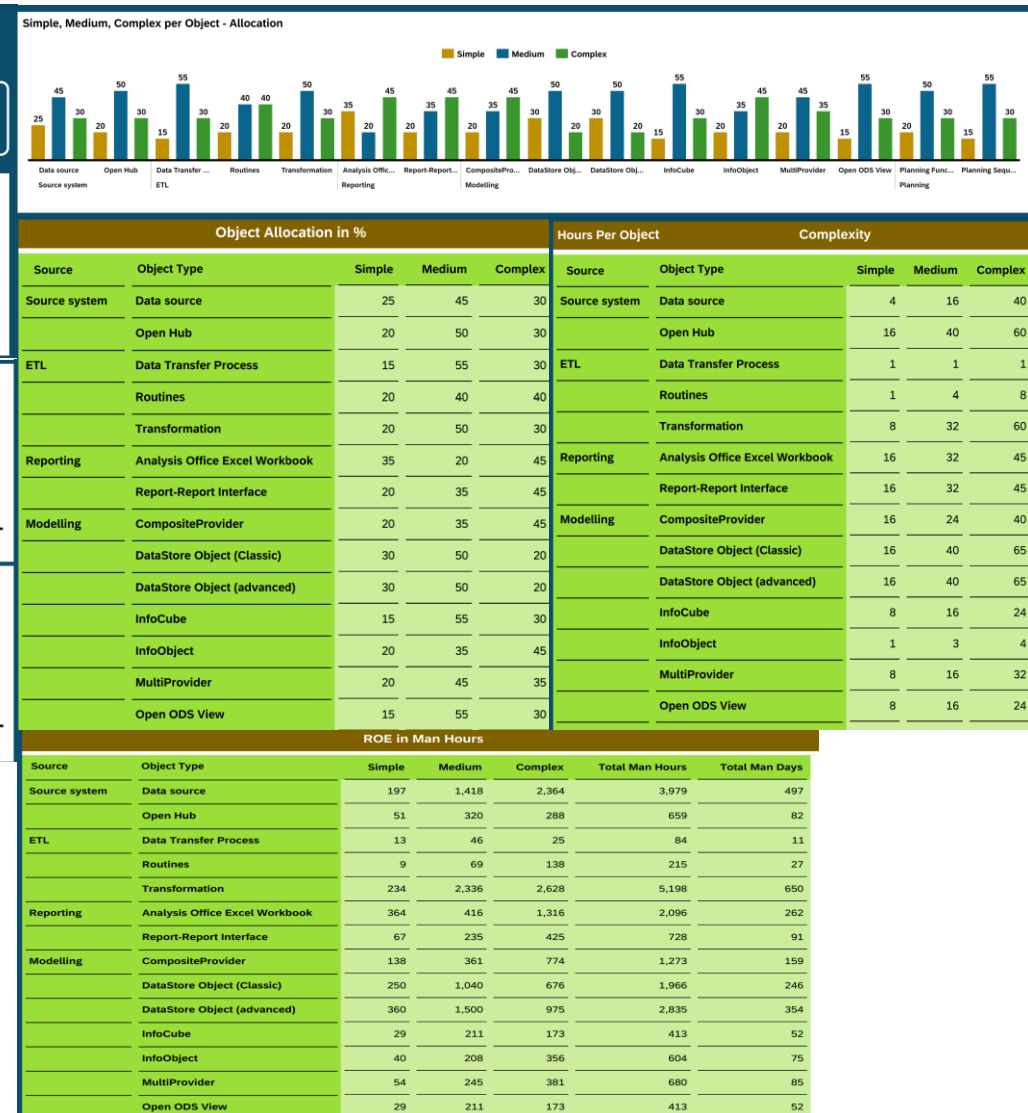 Simple, Medium, Complex per Object - Allocation
Simple Medium Complex
25 45 30 20 50 30 15 55 30 20 40 40 20 50 30 35 20 45 20 35 45 20 35 45 30 50 20 30 50 20 15 55 30 20 35 45 20 45 35 15 55 30 20 50 30 15 55 30
Data source Open Hub Data Transfer ... Routines Transformation Analysis Offic... Report-Report... CompositePro... DataStore Obj... DataStore Obj... InfoCube InfoObject MultiProvider Open ODS View Planning Func... Planning Sequ...
Source system ETL Reporting Modelling Planning
Object Allocation in %
Source Object Type Simple Medium Complex
Source system Data source 25 45 30
Open Hub 20 50 30
ETL Data Transfer Process 15 55 30
Routines 20 40 40
Transformation 20 50 30
Reporting Analysis Office Excel Workbook 35 20 45
Report-Report Interface 20 35 45
Modelling CompositeProvider 20 35 45
DataStore Object (Classic) 30 50 20
DataStore Object (advanced) 30 50 20
InfoCube 15 55 30
InfoObject 20 35 45
MultiProvider 20 45 35
Open ODS View 15 55 30
Hours Per Object Complexity
Source Object Type Simple Medium Complex
Source system Data source 4 16 40
Open Hub 16 40 60
ETL Data Transfer Process 1 1 1
Routines 1 4 8
Transformation 8 32 60
Reporting Analysis Office Excel Workbook 16 32 45
Report-Report Interface 16 32 45
Modelling CompositeProvider 16 24 40
DataStore Object (Classic) 16 40 65
DataStore Object (advanced) 16 40 65
InfoCube 8 16 24
InfoObject 1 3 4
MultiProvider 8 16 32
Open ODS View 8 16 24
ROE in Man Hours
Source Object Type Simple Medium Complex Total Man Hours Total Man Days
Source system Data source 197 1,418 2,364 3,979 497
Open Hub 51 320 288 659 82
ETL Data Transfer Process 13 46 25 84 11
Routines 9 69 138 215 27
Transformation 234 2,336 2,628 5,198 650
Reporting Analysis Office Excel Workbook 364 416 1,316 2,096 262
Report-Report Interface 67 235 425 728 91
Modelling CompositeProvider 138 361 774 1,273 159
DataStore Object (Classic) 250 1,040 676 1,966 246
DataStore Object (advanced) 360 1,500 975 2,835 354
InfoCube 29 211 173 413 52
InfoObject 40 208 356 604 75
MultiProvider 54 245 381 680 85
Open ODS View 29 211 173 413 52